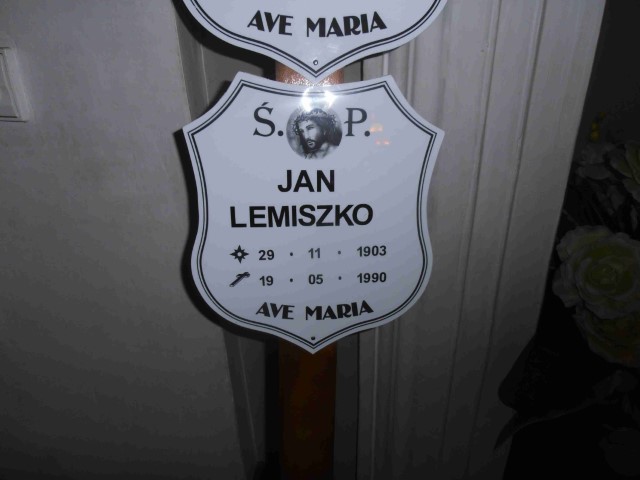 AVE MARIA
Ś. P.
JAN
LEMISZKO
29 · 11 · 1903
19 · 05 · 1990
AVE MARIA